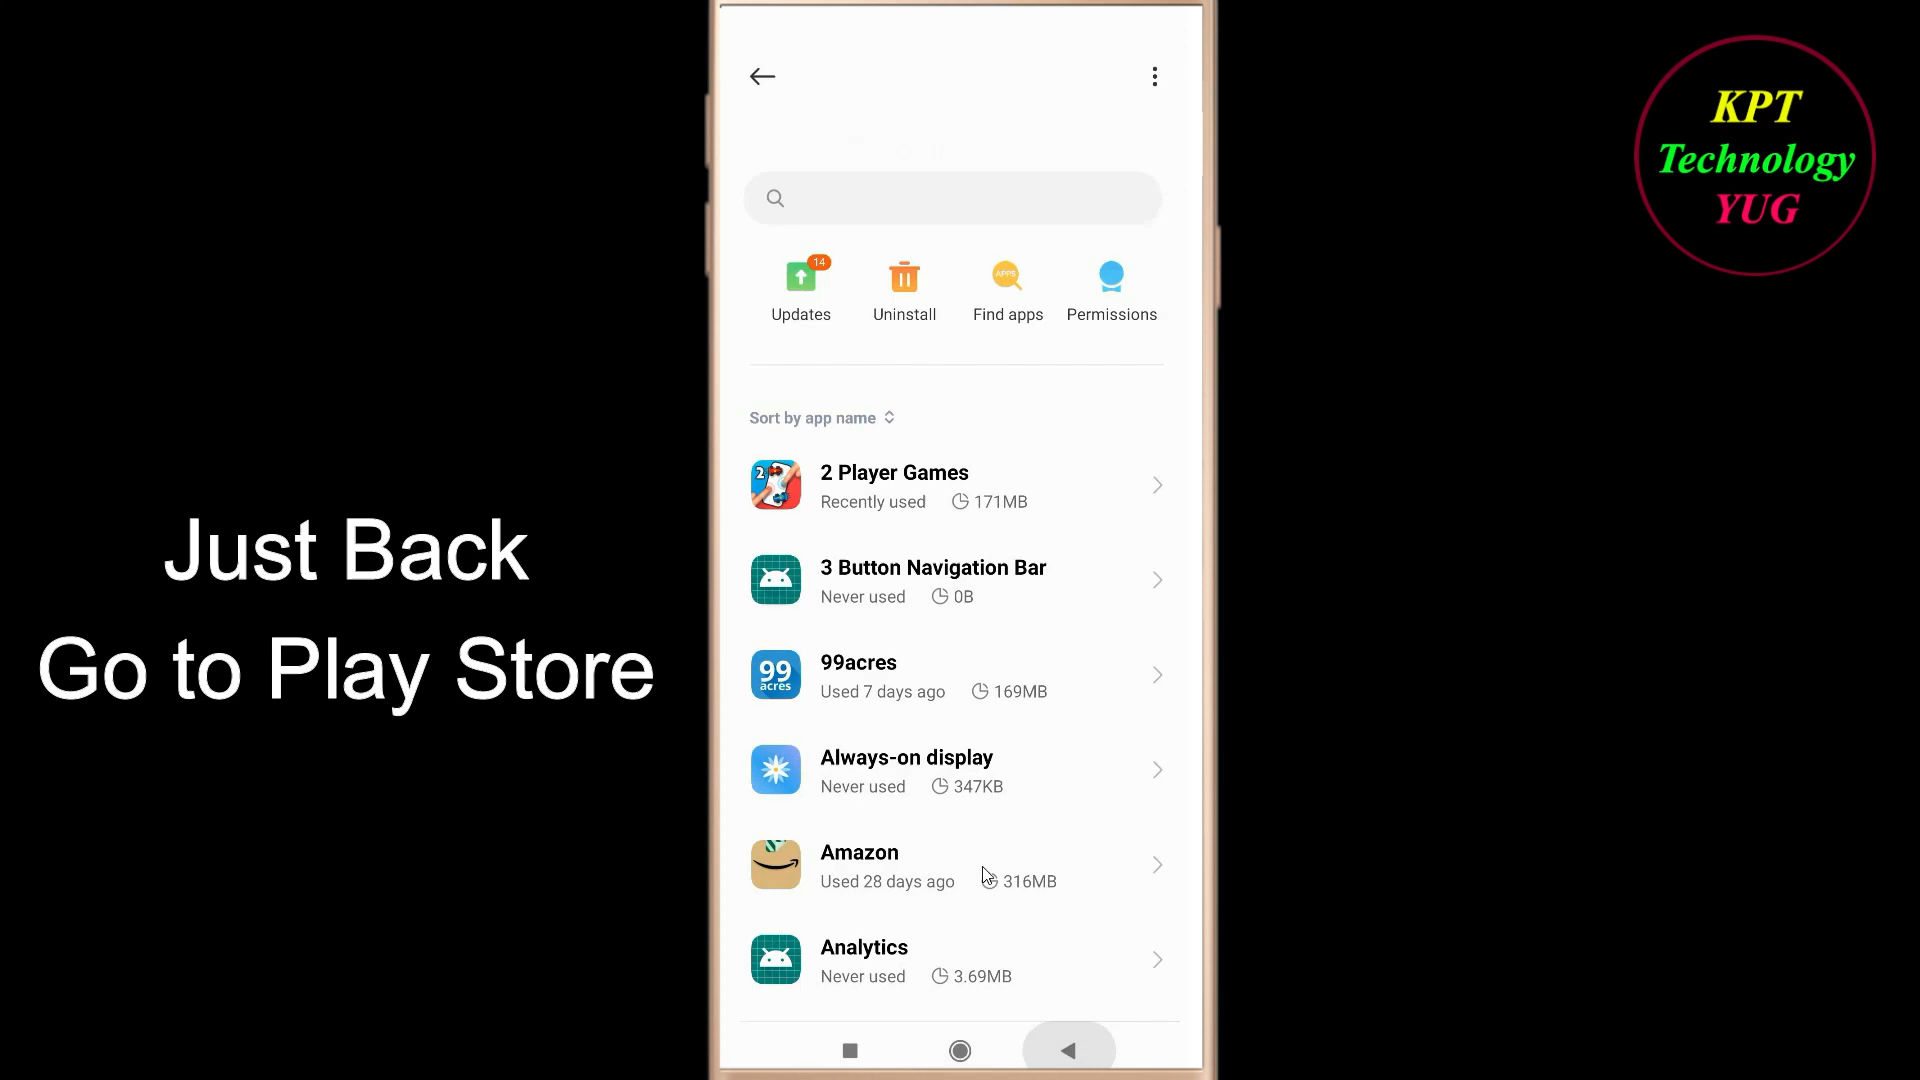 KPT
Technology
YUG
14
Updates
Uninstall
APPS
Find apps
Permissions
Sort by app name
2
2 Player Games
Recently used 171MB
3 Button Navigation Bar
Never used 0B
99
acres
99acres
Used 7 days ago 169MB
Always-on display
Never used 347KB
Amazon
Used 28 days ago 316MB
Analytics
Never used 3.69MB
Just Back
Go to Play Store